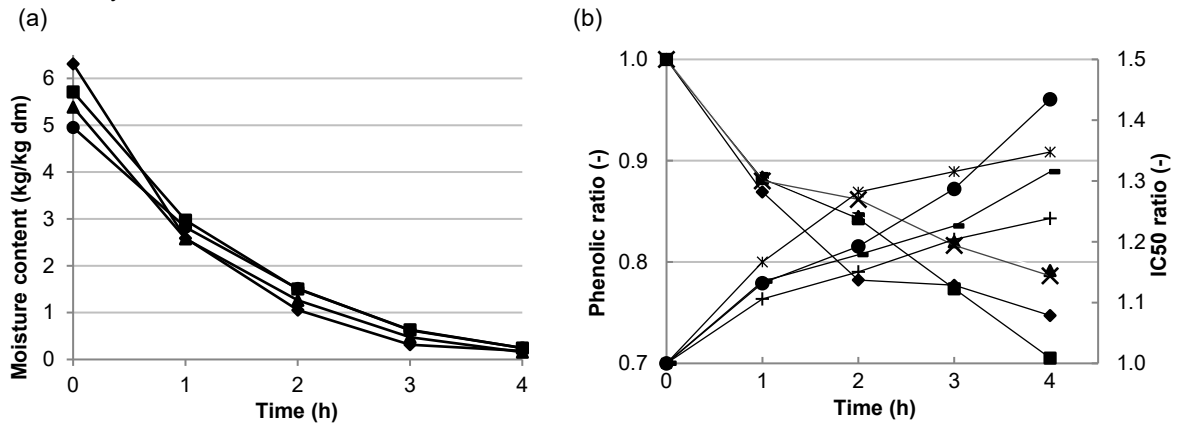 (a)
Moisture content (kg/kg dm)
6
5
4
3
2
1
0
0 1 2 3 4
Time (h)
(b)
Phenolic ratio (-)
1.0
0.9
0.8
0.7
0 1 2 3 4
Time (h)
1.5
1.4
1.3
1.2
1.1
1.0
IC50 ratio (-)